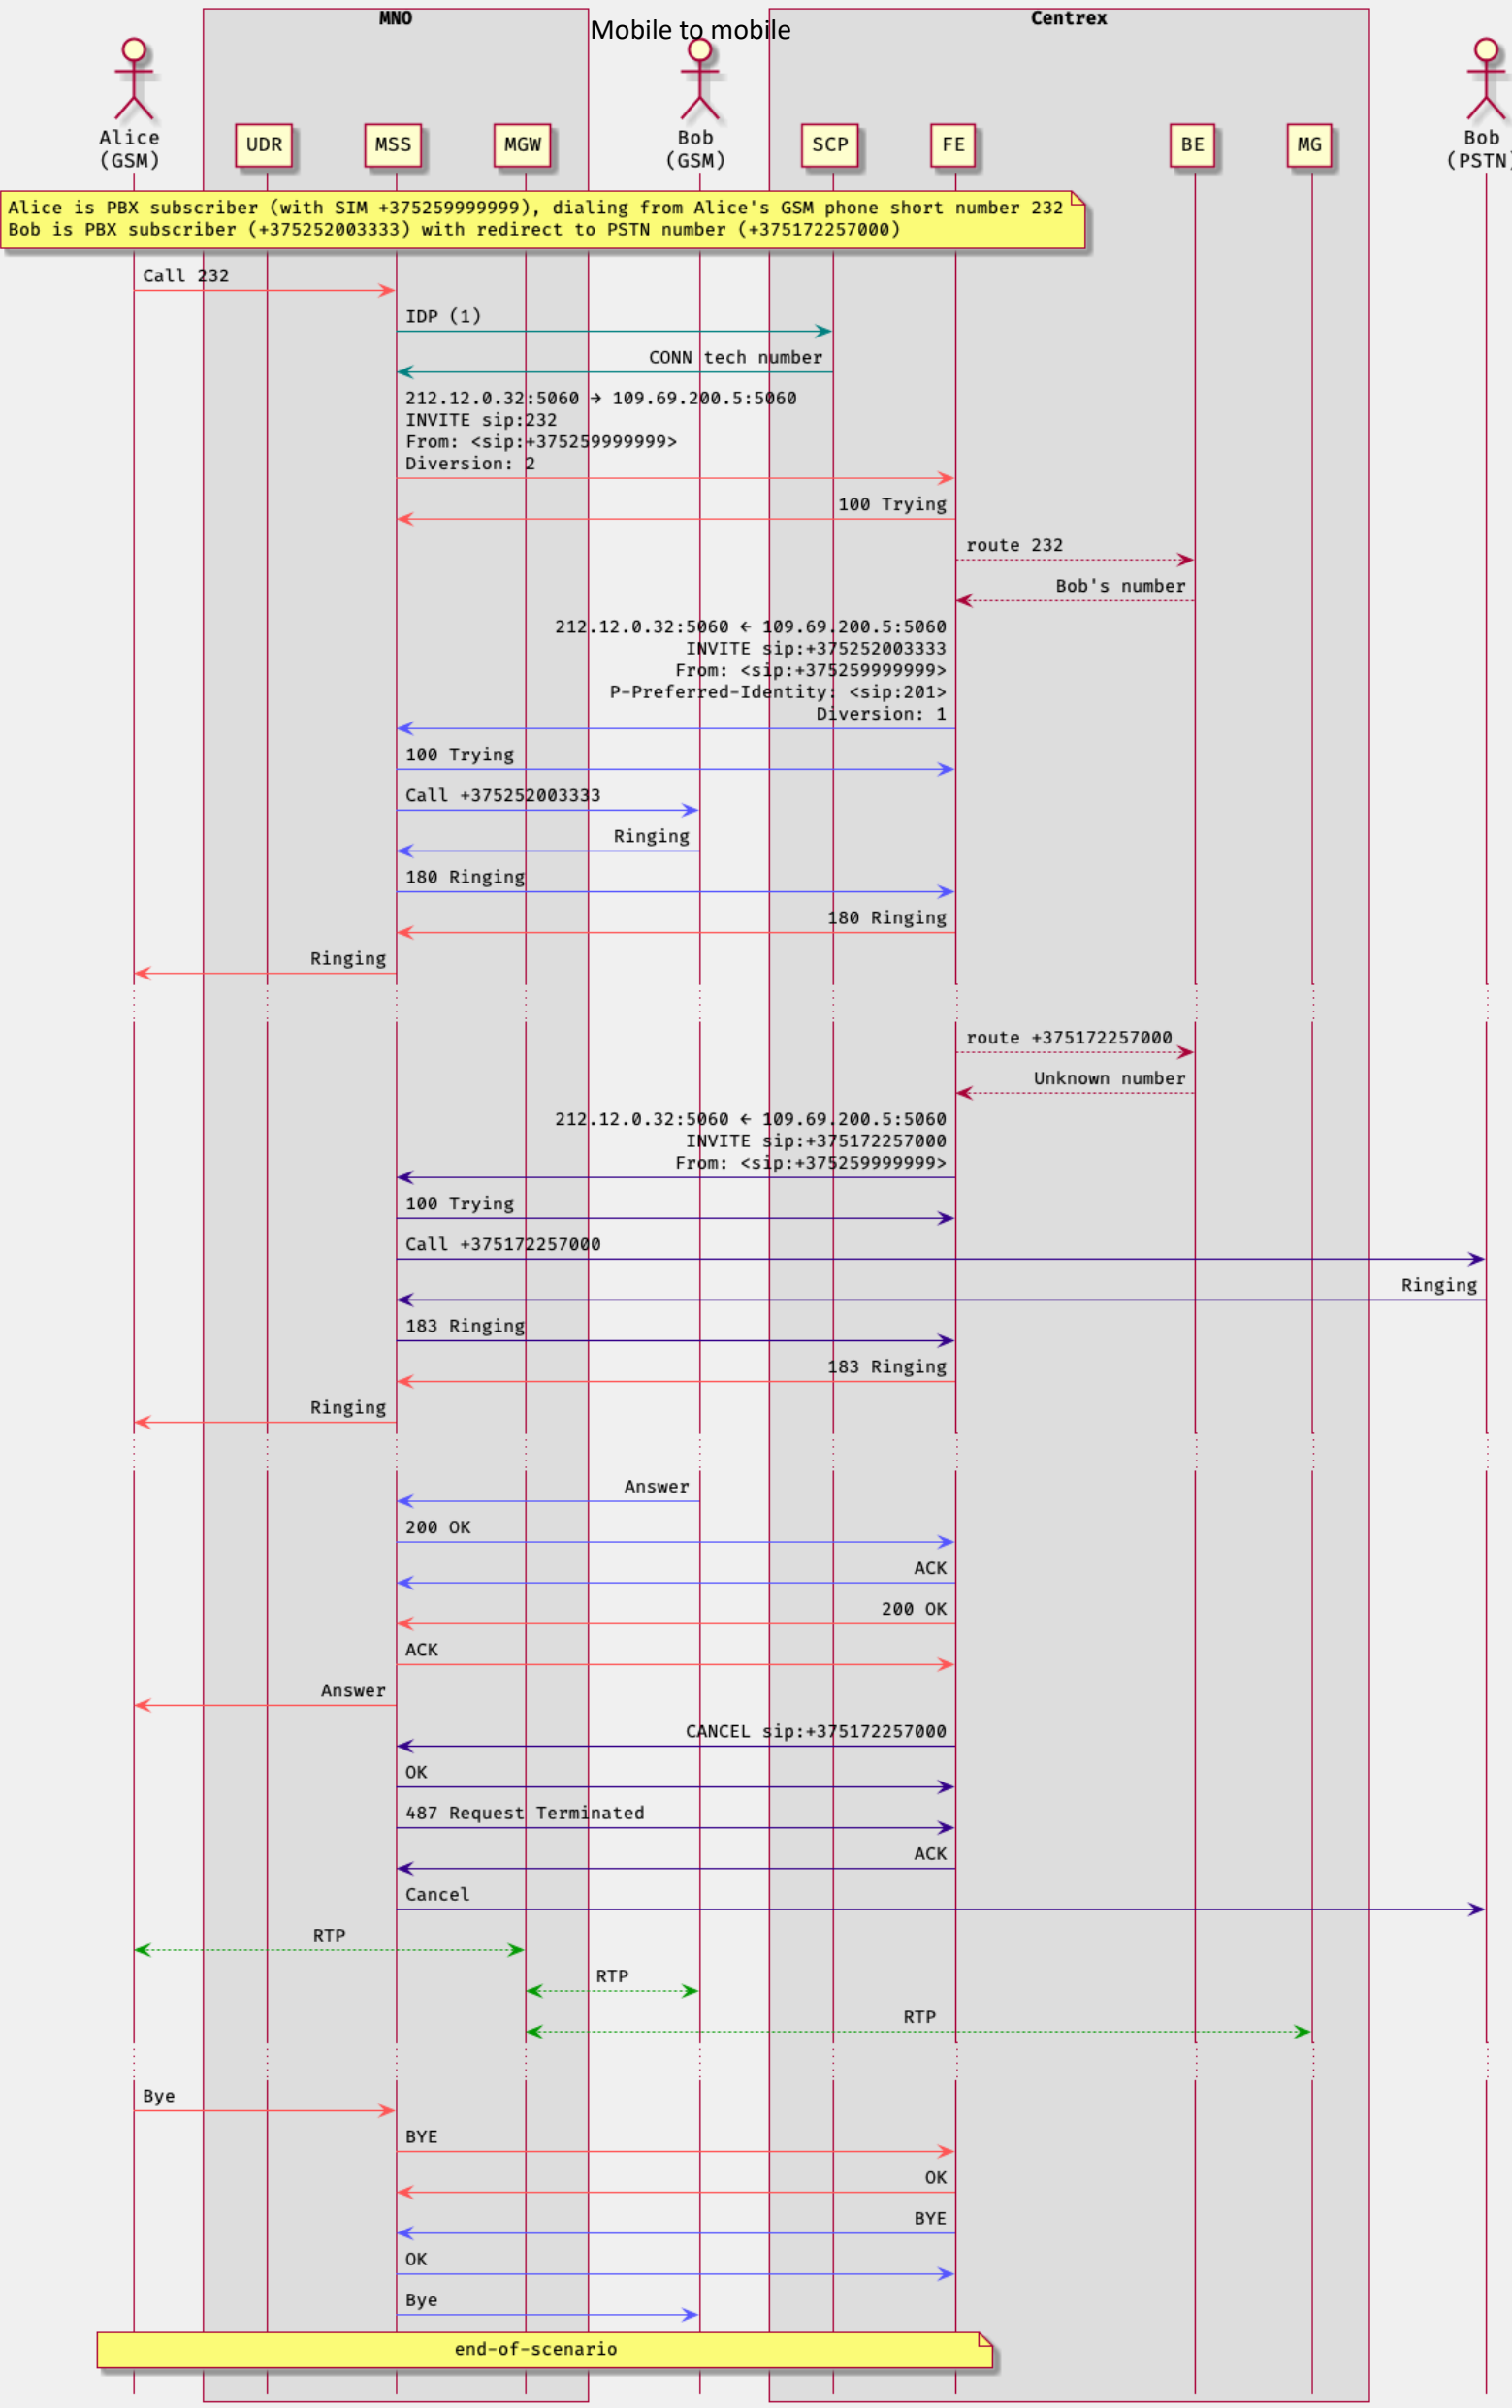 MNO
Mobile to mobile
Centrex
Alice
(GSM)
UDR
MSS
MGW
Bob
(GSM)
SCP
FE
BE
MG
Bob
(PSTN)
Alice is PBX subscriber (with SIM +375259999999), dialing from Alice's GSM phone short number 232
Bob is PBX subscriber (+375252003333) with redirect to PSTN number (+375172257000)
Call 232
IDP (1)
CONN tech number
212.12.0.32:5060 → 109.69.200.5:5060
INVITE sip:232
From: <sip:+375259999999>
Diversion: 2
100 Trying
route 232
Bob's number
212.12.0.32:5060 ← 109.69.200.5:5060
INVITE sip:+375252003333
From: <sip:+375259999999>
P-Preferred-Identity: <sip:201>
Diversion: 1
100 Trying
Call +375252003333
Ringing
180 Ringing
180 Ringing
Ringing
route +375172257000
Unknown number
212.12.0.32:5060 ← 109.69.200.5:5060
INVITE sip:+375172257000
From: <sip:+375259999999>
100 Trying
Call +375172257000
Ringing
183 Ringing
183 Ringing
Ringing
Answer
200 OK
ACK
200 OK
ACK
Answer
CANCEL sip:+375172257000
OK
487 Request Terminated
ACK
Cancel
RTP
RTP
RTP
Bye
BYE
OK
BYE
OK
Bye
end-of-scenario